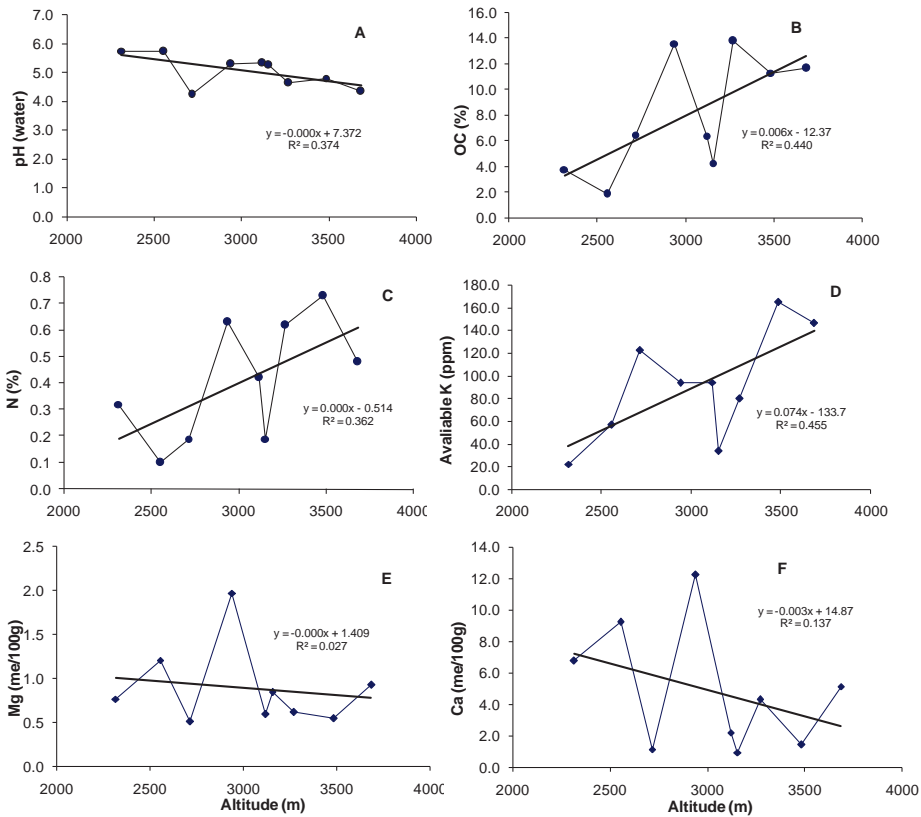 A
7.0
6.0
5.0
4.0
3.0
2.0
1.0
0.0
pH (water)
y = -0.000x + 7.372
R² = 0.374
2000 2500 3000 3500 4000
B
16.0
14.0
12.0
10.0
8.0
6.0
4.0
2.0
0.0
OC (%)
y = 0.006x - 12.37
R² = 0.440
2000 2500 3000 3500 4000
C
0.8
0.7
0.6
0.5
0.4
0.3
0.2
0.1
0.0
N (%)
y = 0.000x - 0.514
R² = 0.362
2000 2500 3000 3500 4000
D
180.0
160.0
140.0
120.0
100.0
80.0
60.0
40.0
20.0
0.0
Avaliable K (ppm)
y = 0.074x - 133.7
R² = 0.455
2000 2500 3000 3500 4000
E
2.5
2.0
1.5
1.0
0.5
0.0
Mg (me/100g)
y = -0.000x + 1.409
R² = 0.027
2000 2500 3000 3500 4000
Altitude (m)
F
14.0
12.0
10.0
8.0
6.0
4.0
2.0
0.0
Ca (me/100g)
y = -0.003x + 14.87
R² = 0.137
2000 2500 3000 3500 4000
Altitude (m)